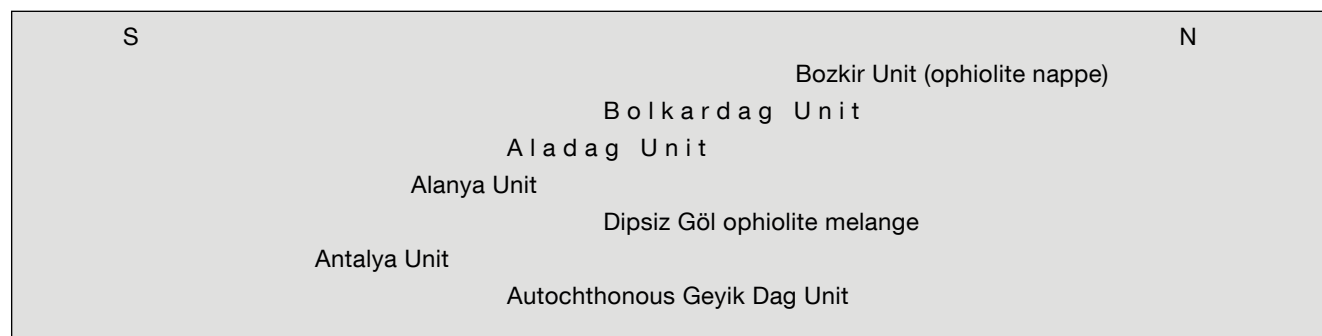 S N
Bozkir Unit (ophiolite nappe)
Bolkardag Unit
Aladag Unit
Alanya Unit
Dipsiz Göl ophiolite melange
Antalya Unit
Autochthonous Geyik Dag Unit